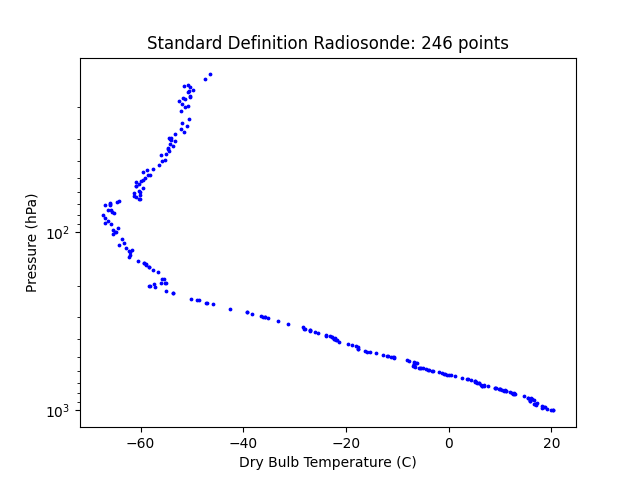 Standard Definition Radiosonde: 246 points
Pressure (hPa)
10²
10³
−60
−40
−20
0
20
Dry Bulb Temperature (C)